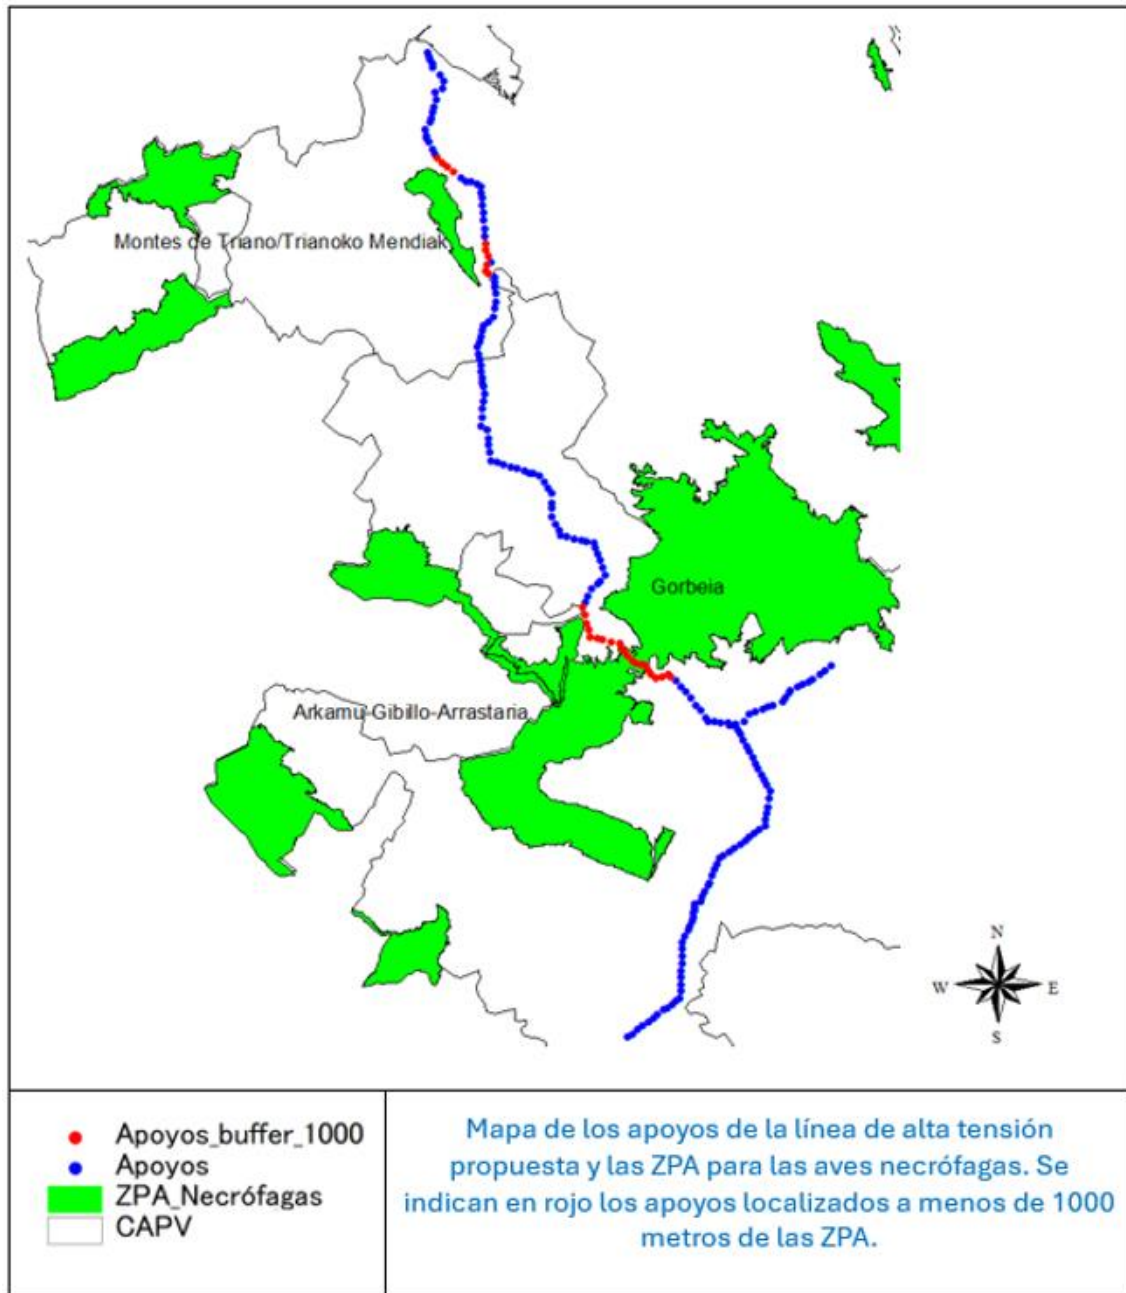 Montes de Triano/Trianoko Mendiak
Gorbeia
Arkamu-Gibillo-Arrastaria
N
W
E
S
Apoyos_buffer_1000
Apoyos
ZPA_Necrófagas
CAPV
Mapa de los apoyos de la línea de alta tensión
propuesta y las ZPA para las aves necrófagas. Se
indican en rojo los apoyos localizados a menos de 1000
metros de las ZPA.